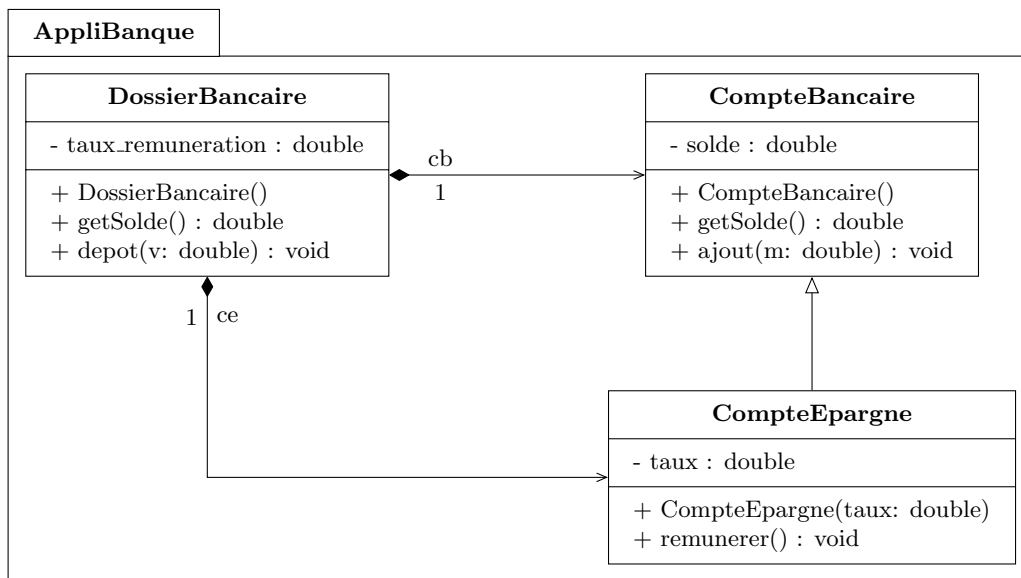 AppliBanque
DossierBancaire
- taux_remuneration : double
+ DossierBancaire()
+ getSolde() : double
+ depot(v: double) : void
cb
1
CompteBancaire
- solde : double
+ CompteBancaire()
+ getSolde() : double
+ ajout(m: double) : void
1 ce
CompteEpargne
- taux : double
+ CompteEpargne(taux: double)
+ remunerer() : void